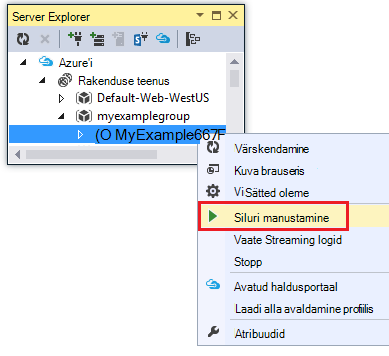 Server Explorer
Azure'i
Rakenduse teenus
Default-Web-WestUS
myexamplegroup
(O MyExample667F
Värskendamine
Kuva brauseris
Vi Sätted oleme
Siluri manustamine
Vaate Streaming logid
Stopp
Avatud haldusportaal
Laadi alla avaldamine profiilis
Atribuudid